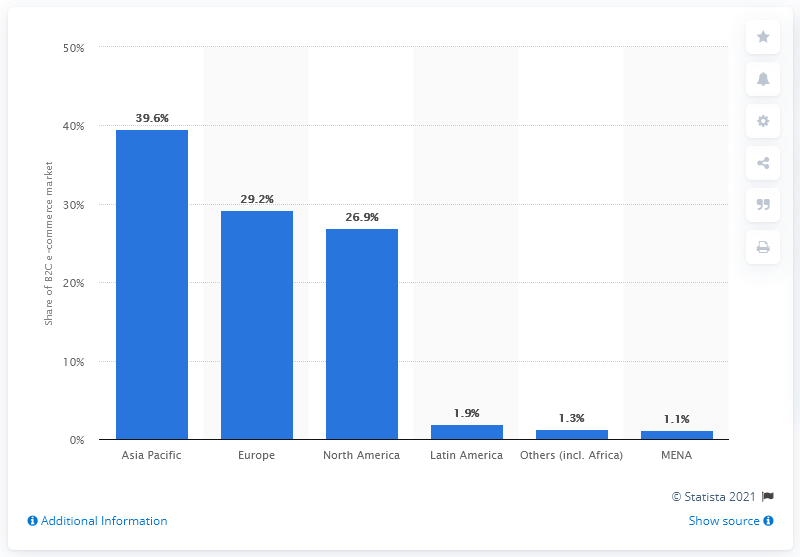 50%
40%
30%
20%
10%
0%
Share of B2C e-commerce market
39.6%
29.2%
26.9%
1.9%
1.3%
1.1%
Asia Pacific
Europe
North America
Latin America
Others (incl. Africa)
MENA
© Statista 2021
Additional Information
Show source